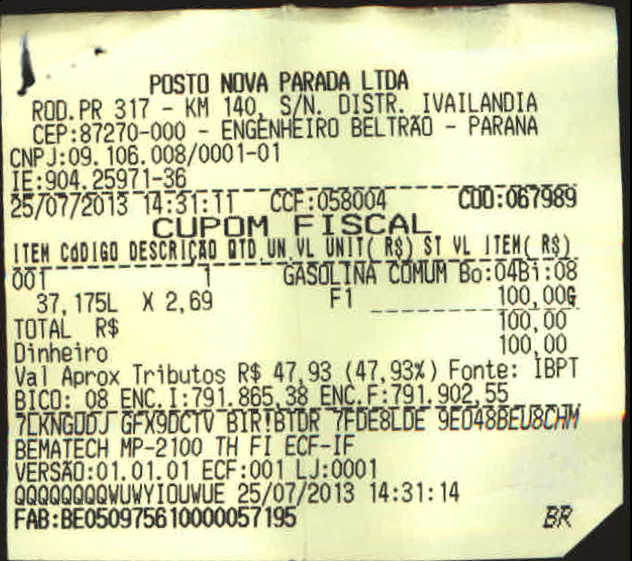 POSTO NOVA PARADA LTDA
ROD.PR 317 - KM 140, S/N. DISTR. IVAILANDIA
CEP:87270-000 - ENGENHEIRO BELTRÃO - PARANA
CNPJ:09.106.008/0001-01
IE:904.25971-36
25/07/2013 14:31:11 CCF:058004 COO:067989
CUPOM FISCAL
ITEM CÓDIGO DESCRIÇÃO QTD UN VL UNIT( R$) ST VL ITEM( R$)
001 1 GASOLINA COMUM Bo:04Bi:08
37,175L X 2,69 F1 100,00G
TOTAL R$ 100,00
Dinheiro 100,00
Val Aprox Tributos R$ 47,93 (47,93%) Fonte: IBPT
BICO: 08 ENC.I:791.865,38 ENC.F:791.902,55
BEMATECH MP-2100 TH FI ECF-IF
VERSÃO:01.01.01 ECF:001 LJ:0001
QQQQQQQQWUWYIOUWUE 25/07/2013 14:31:14
FAB:BE050975610000057195
BR